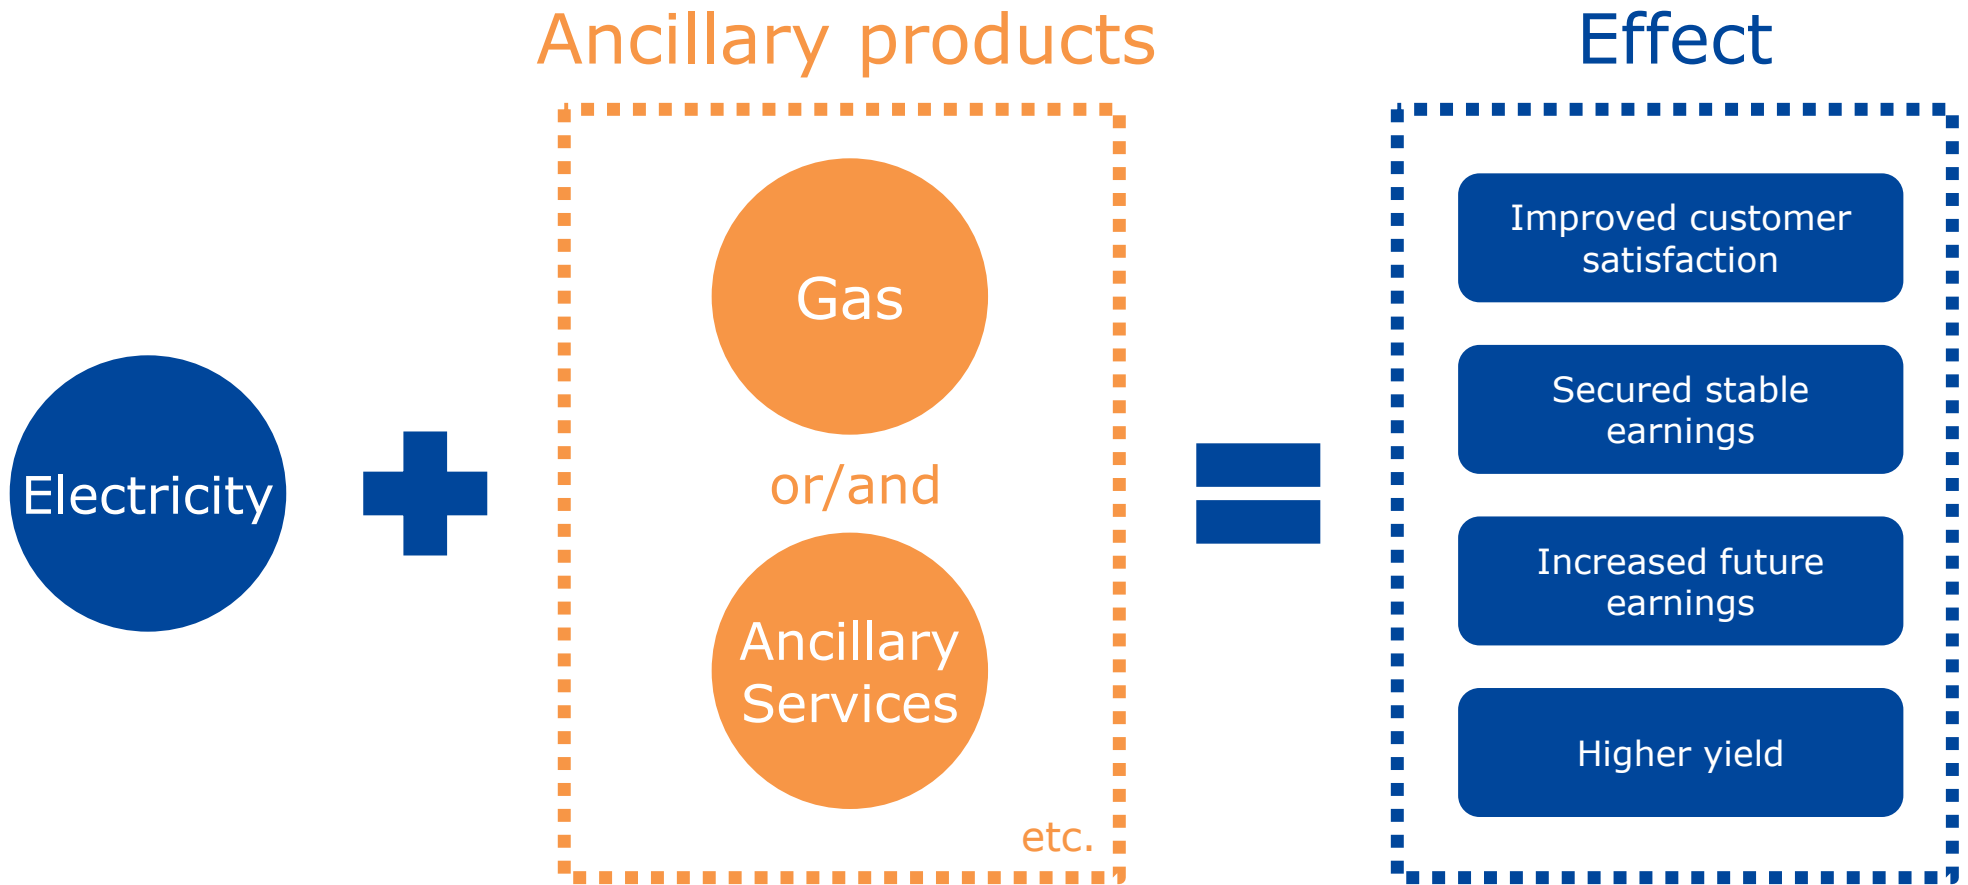 Ancillary products
Effect
Electricity
Gas
or/and
Ancillary
Services
etc.
Improved customer
satisfaction
Secured stable
earnings
Increased future
earnings
Higher yield